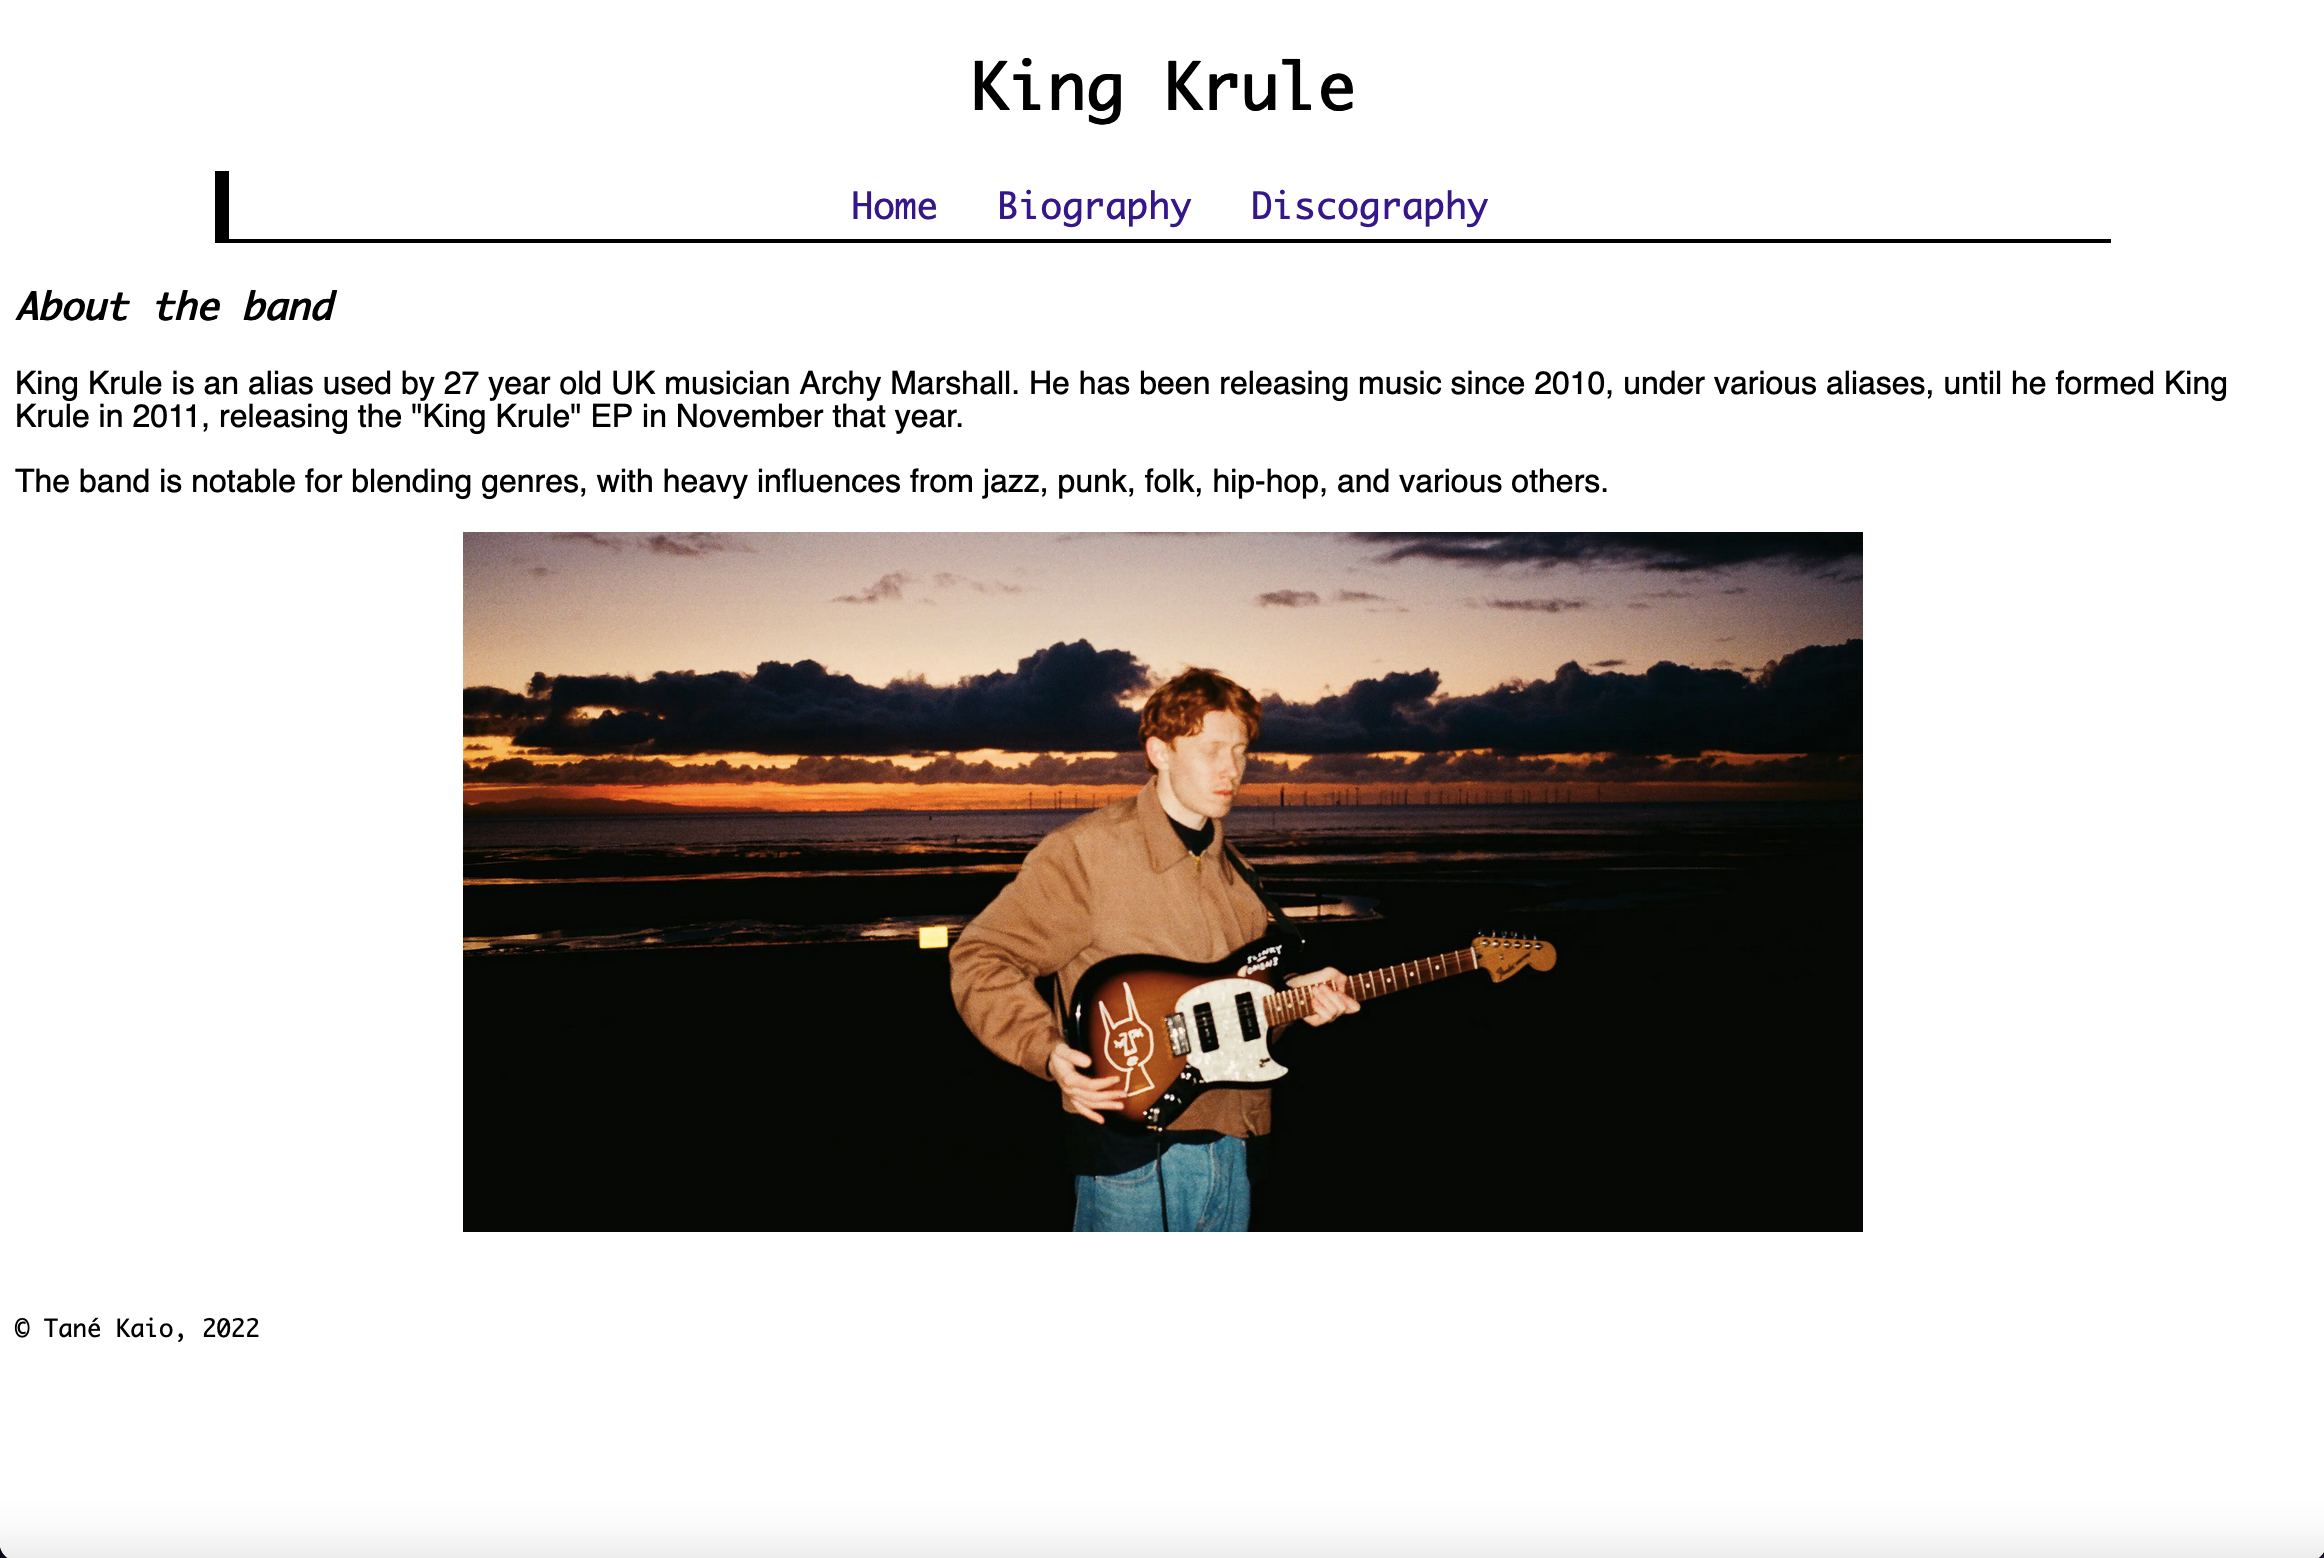 King Krule
Home Biography Discography
About the band
King Krule is an alias used by 27 year old UK musician Archy Marshall. He has been releasing music since 2010, under various aliases, until he formed King
Krule in 2011, releasing the "King Krule" EP in November that year.
The band is notable for blending genres, with heavy influences from jazz, punk, folk, hip-hop, and various others.
© Tané Kaio, 2022